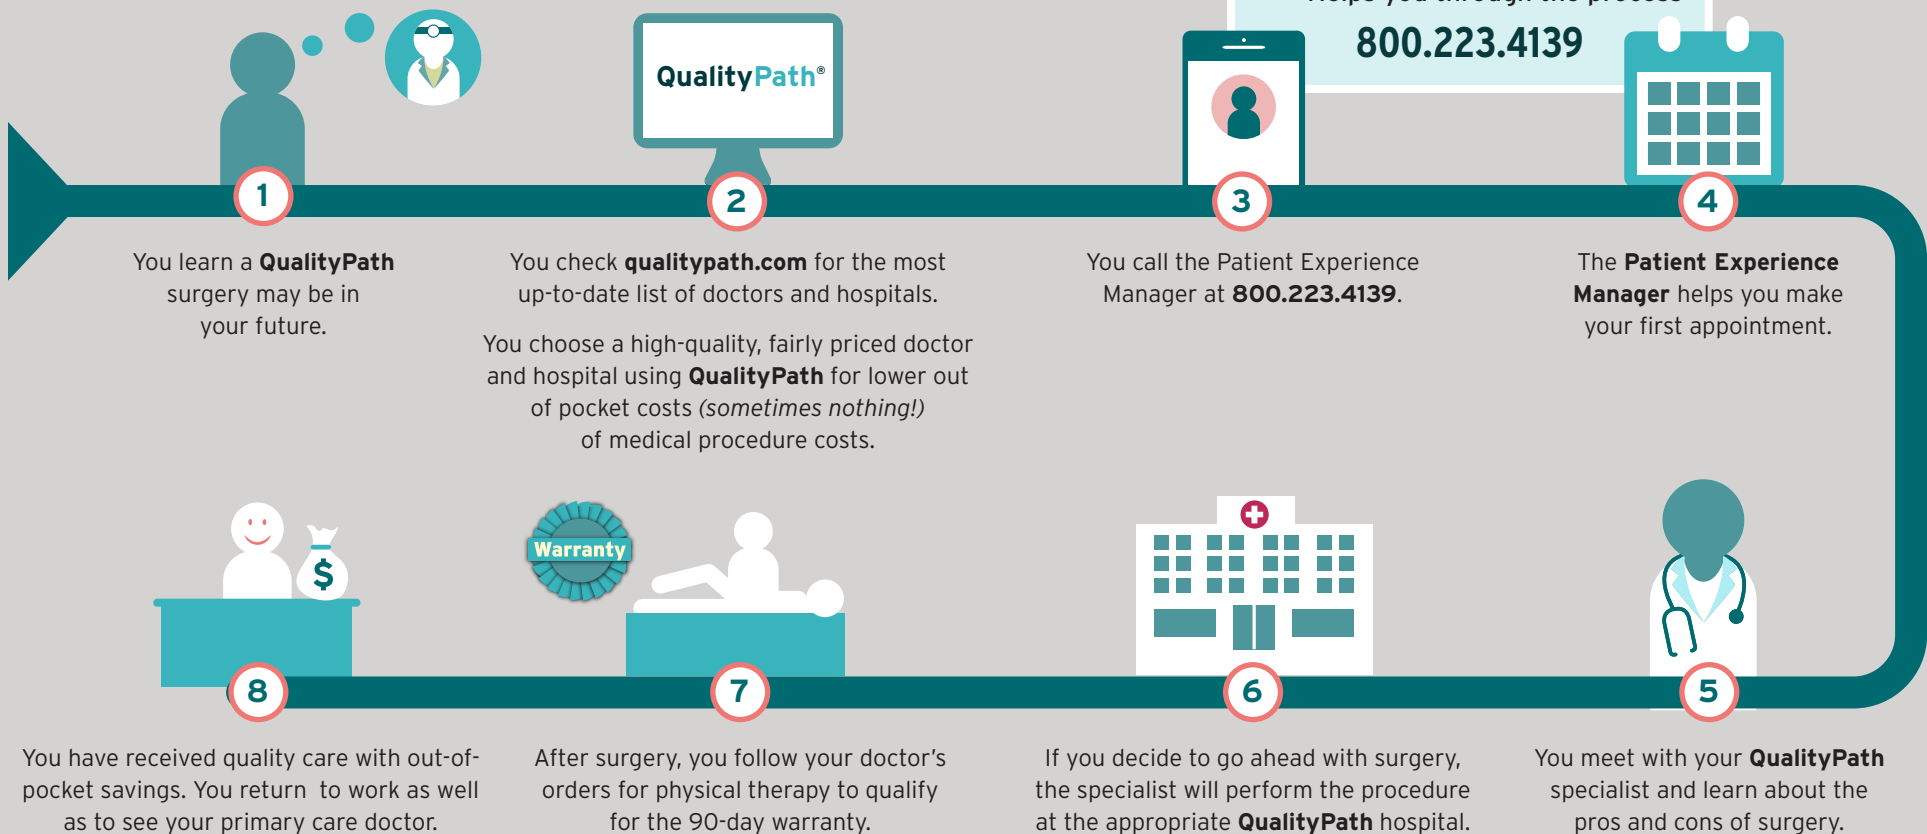 Helps you through the process
800.223.4139
QualityPath®
1
2
3
4
You learn a QualityPath
surgery may be in
your future.
You check qualitypath.com for the most
up-to-date list of doctors and hospitals.
You choose a high-quality, fairly priced doctor
and hospital using QualityPath for lower out
of pocket costs (sometimes nothing!)
of medical procedure costs.
You call the Patient Experience
Manager at 800.223.4139.
The Patient Experience
Manager helps you make
your first appointment.
5
You meet with your QualityPath
specialist and learn about the
pros and cons of surgery.
6
If you decide to go ahead with surgery,
the specialist will perform the procedure
at the appropriate QualityPath hospital.
Warranty
7
After surgery, you follow your doctor's
orders for physical therapy to qualify
for the 90-day warranty.
$
8
You have received quality care with out-of-
pocket savings. You return  to work as well
as to see your primary care doctor.